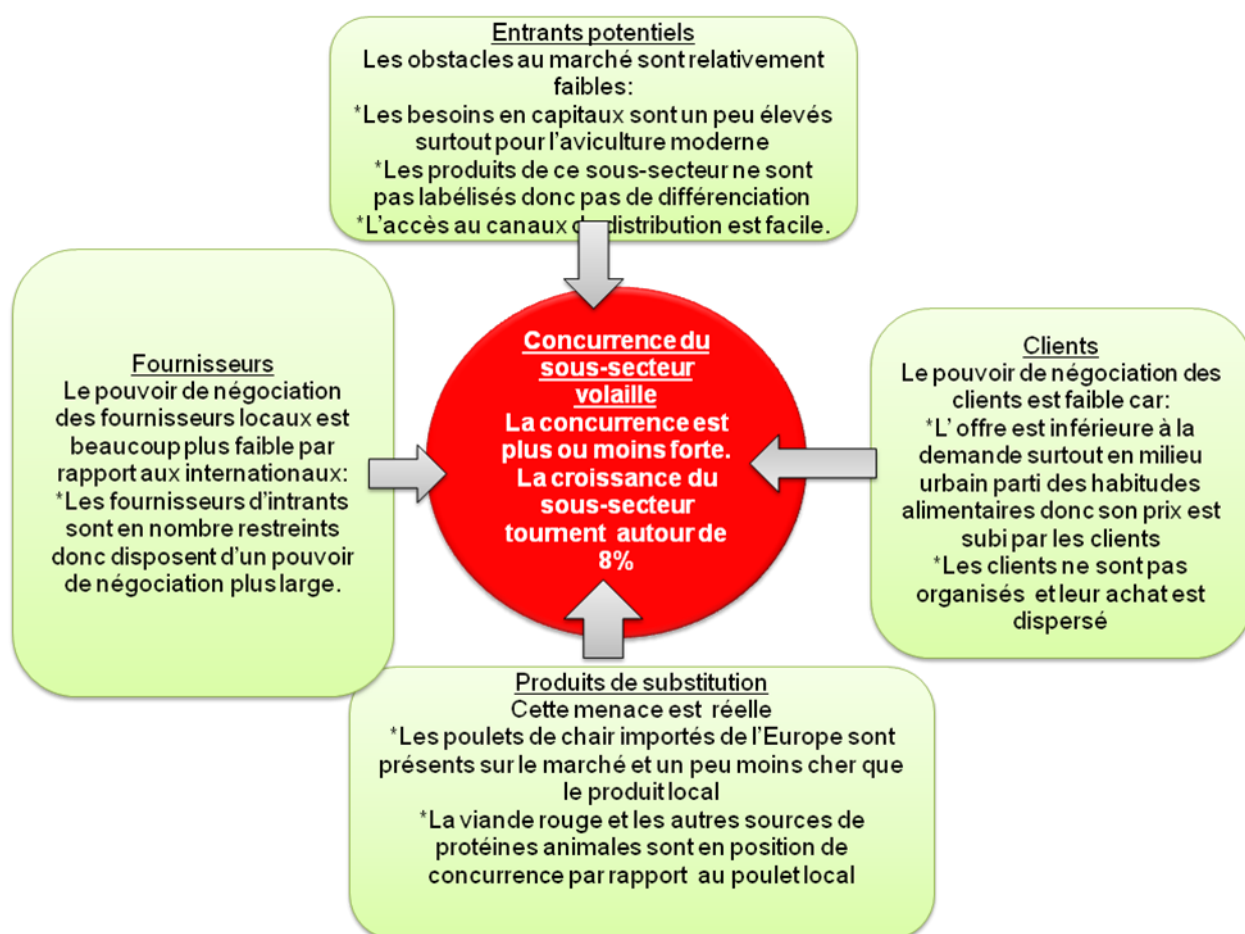 Entrants potentiels
Les obstacles au marché sont relativement
faibles:
*Les besoins en capitaux sont un peu élevés
surtout pour l'aviculture moderne
*Les produits de ce sous-secteur ne sont
pas labélisés donc pas de différenciation
*L'accès au canaux de distribution est facile.
Fournisseurs
Le pouvoir de négociation
des fournisseurs locaux est
beaucoup plus faible par
rapport aux internationaux:
*Les fournisseurs d'intrants
sont en nombre restreints
donc disposent d'un pouvoir
de négociation plus large.
Concurrence du
sous-secteur
volaille
La concurrence est
plus ou moins forte.
La croissance du
sous-secteur
tournent autour de
8%
Clients
Le pouvoir de négociation des
clients est faible car:
*L' offre est inférieure à la
demande surtout en milieu
urbain parti des habitudes
alimentaires donc son prix est
subi par les clients
*Les clients ne sont pas
organisés et leur achat est
dispersé
Produits de substitution
Cette menace est réelle
*Les poulets de chair importés de l'Europe sont
présents sur le marché et un peu moins cher que
le produit local
*La viande rouge et les autres sources de
protéines animales sont en position de
concurrence par rapport au poulet local